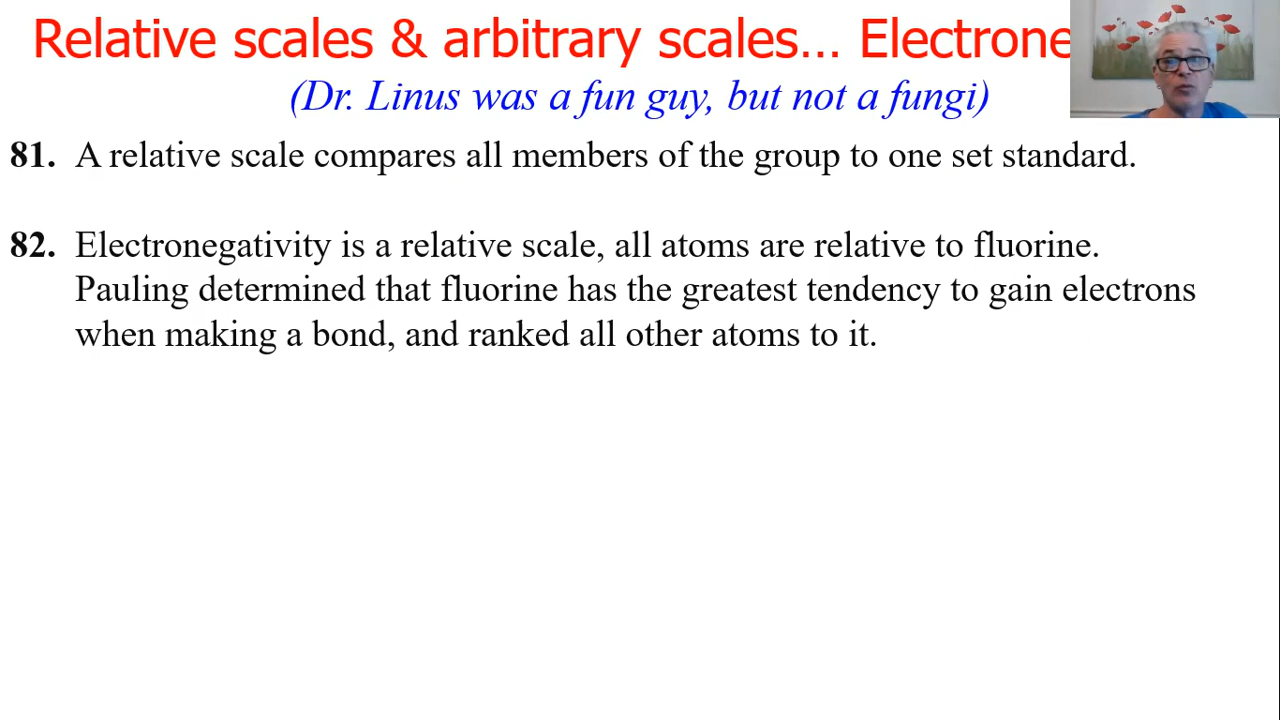 Relative scales & arbitrary scales… Electrone
(Dr. Linus was a fun guy, but not a fungi)
81. A relative scale compares all members of the group to one set standard.
82. Electronegativity is a relative scale, all atoms are relative to fluorine.
Pauling determined that fluorine has the greatest tendency to gain electrons
when making a bond, and ranked all other atoms to it.